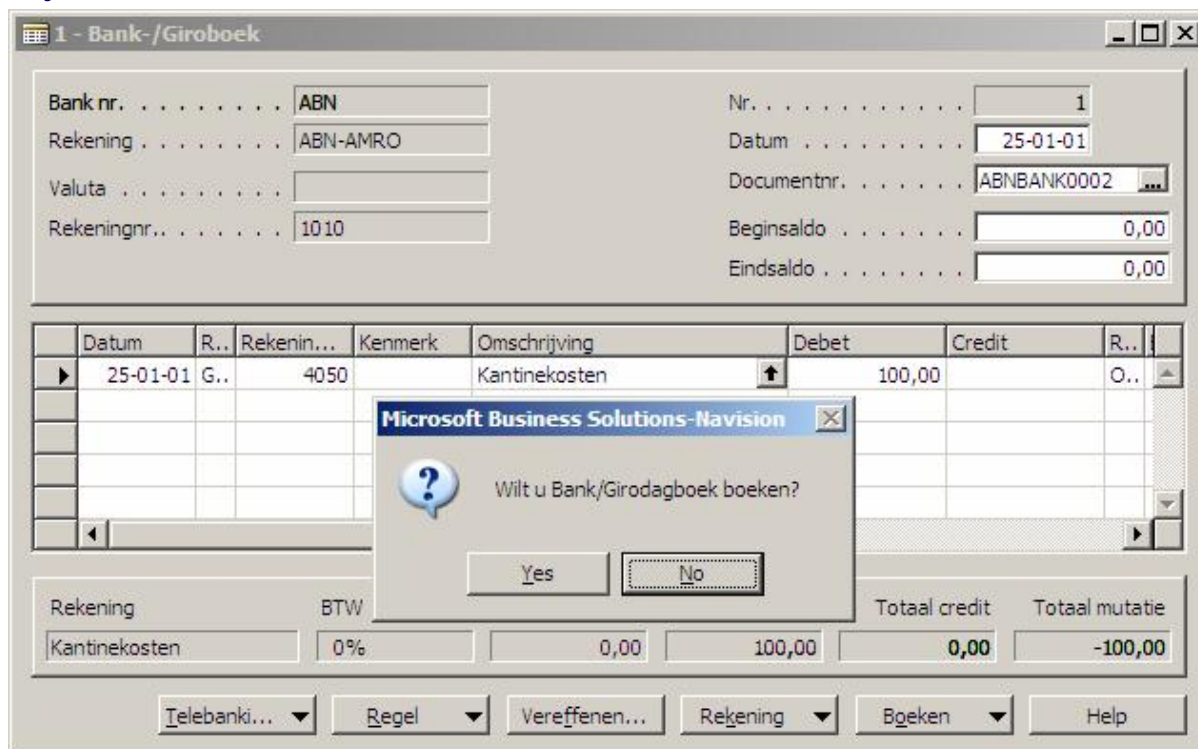 1 - Bank-/Giroboek
Bank nr. . . . . . . . . ABN
Rekening . . . . . . . . ABN-AMRO
Valuta . . . . . . . . .
Rekeningnr.. . . . . . . 1010
Nr. . . . . . . . . . . . . 1
Datum . . . . . . . . . . 25-01-01
Documentnr. . . . . . . ABNBANK0002 ...
Beginsaldo . . . . . . . 0,00
Eindsaldo . . . . . . . . 0,00
Datum R.. Rekenin... Kenmerk Omschrijving Debet Credit R..
25-01-01 G.. 4050 Kantinekosten 100,00 O..
Microsoft Business Solutions-Navision
Wilt u Bank/Girodagboek boeken?
Yes No
Rekening BTW Totaal credit Totaal mutatie
Kantinekosten 0% 0,00 100,00 0,00 -100,00
Telebanki... Regel Vereffenen... Rekening Boeken Help